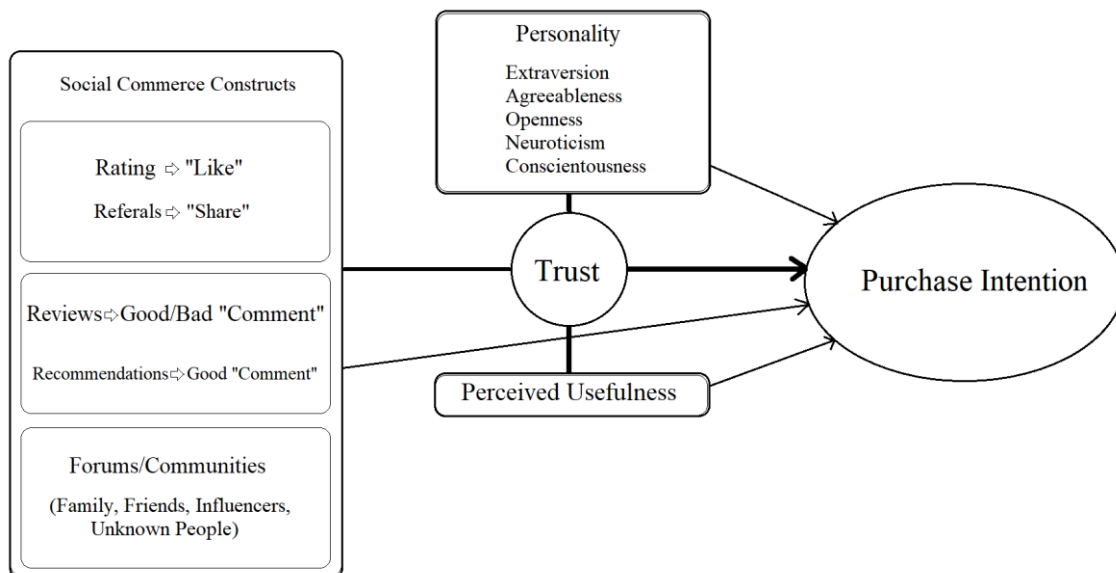 Social Commerce Constructs
Rating ⇨ "Like"
Referals ⇨ "Share"
Reviews⇨Good/Bad "Comment"
Recommendations⇨Good "Comment"
Forums/Communities
(Family, Friends, Influencers,
Unknown People)
Personality
Extraversion
Agreeableness
Openness
Neuroticism
Conscientousness
Trust
Perceived Usefulness
Purchase Intention